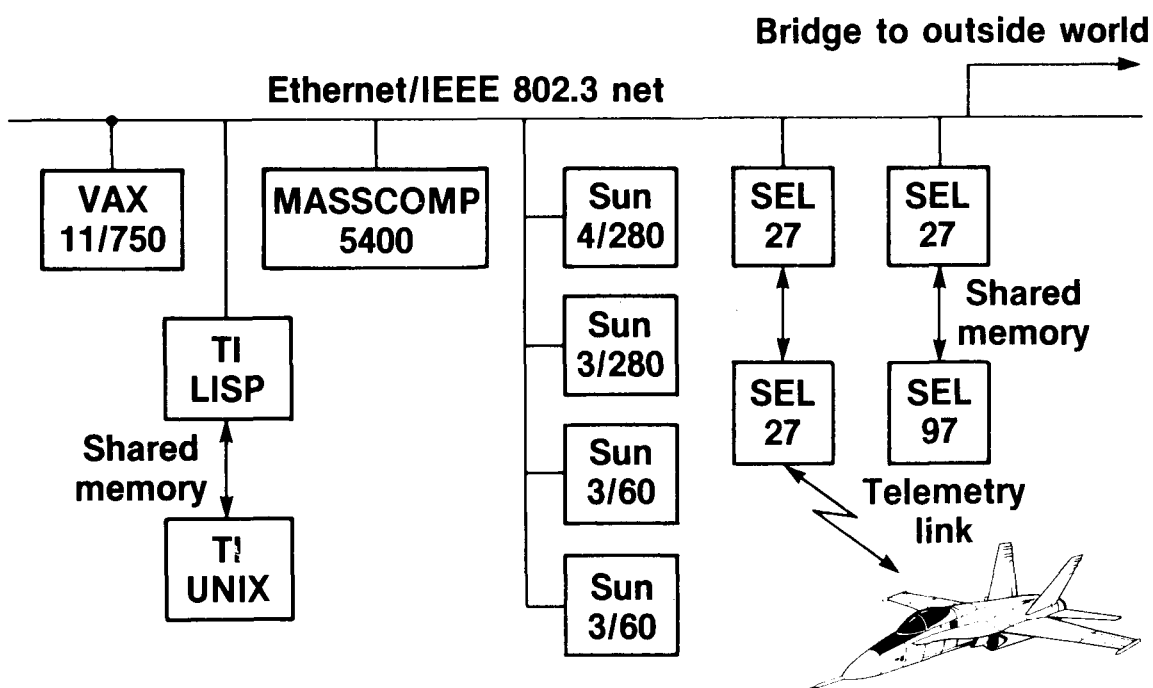 Bridge to outside world
Ethernet/IEEE 802.3 net
VAX
11/750
MASSCOMP
5400
Sun
4/280
SEL
27
SEL
27
TI
LISP
Sun
3/280
Shared
memory
SEL
27
SEL
97
Shared
memory
Sun
3/60
Telemetry
link
TI
UNIX
Sun
3/60